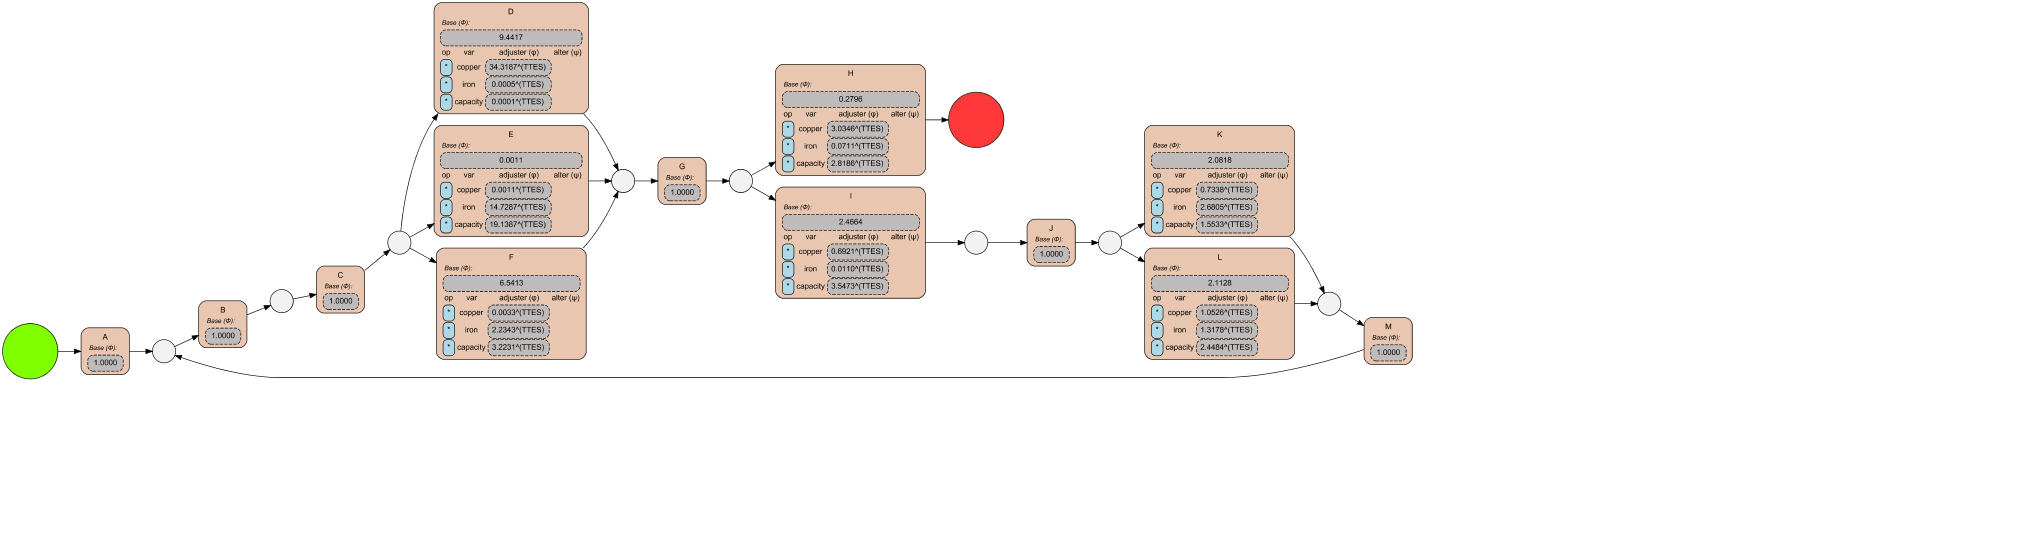 A
Base (Φ):
1.0000
B
Base (Φ):
1.0000
C
Base (Φ):
1.0000
D
Base (Φ):
9.4417
op var adjuster (φ) alter (ψ)
* copper 34.3187^(TTES)
* iron 0.0005^(TTES)
* capacity 0.0001^(TTES)
E
Base (Φ):
0.0011
op var adjuster (φ) alter (ψ)
* copper 0.0011^(TTES)
* iron 14.7287^(TTES)
* capacity 19.1387^(TTES)
F
Base (Φ):
6.5413
op var adjuster (φ) alter (ψ)
* copper 0.0033^(TTES)
* iron 2.2343^(TTES)
* capacity 3.2231^(TTES)
G
Base (Φ):
1.0000
H
Base (Φ):
0.2796
op var adjuster (φ) alter (ψ)
* copper 3.0346^(TTES)
* iron 0.0711^(TTES)
* capacity 2.8186^(TTES)
I
Base (Φ):
2.4664
op var adjuster (φ) alter (ψ)
* copper 0.6921^(TTES)
* iron 0.0110^(TTES)
* capacity 3.5473^(TTES)
J
Base (Φ):
1.0000
K
Base (Φ):
2.0818
op var adjuster (φ) alter (ψ)
* copper 0.7338^(TTES)
* iron 2.6805^(TTES)
* capacity 1.5533^(TTES)
L
Base (Φ):
2.1128
op var adjuster (φ) alter (ψ)
* copper 1.0526^(TTES)
* iron 1.3178^(TTES)
* capacity 2.4484^(TTES)
M
Base (Φ):
1.0000